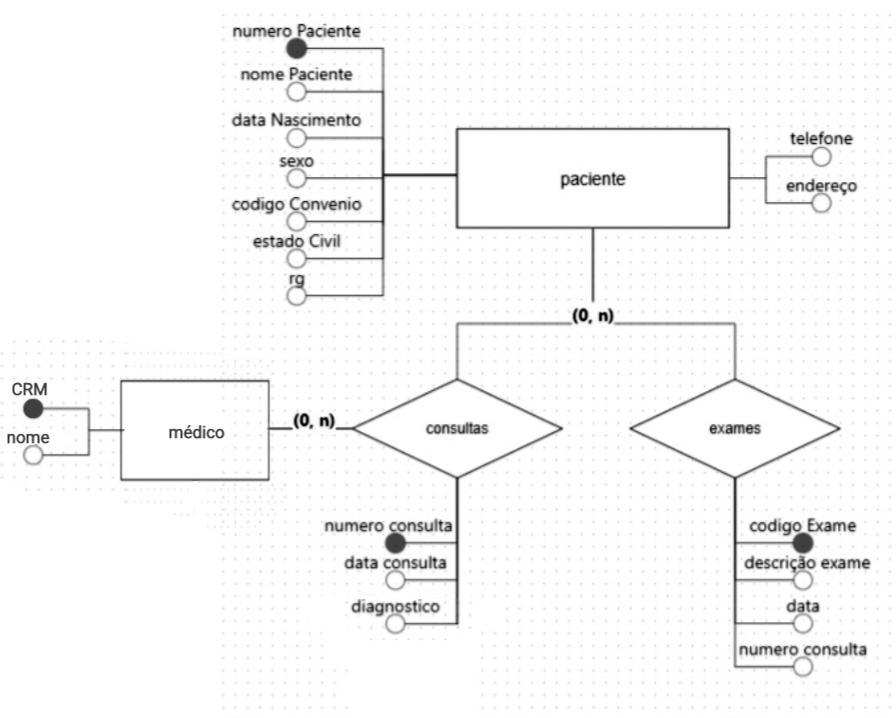 numero Paciente
nome Paciente
data Nascimento
sexo
codigo Convenio
estado Civil
rg
paciente
telefone
endereço
(0, n)
CRM
nome
médico
(0, n)
consultas
exames
numero consulta
data consulta
diagnostico
codigo Exame
descrição exame
data
numero consulta